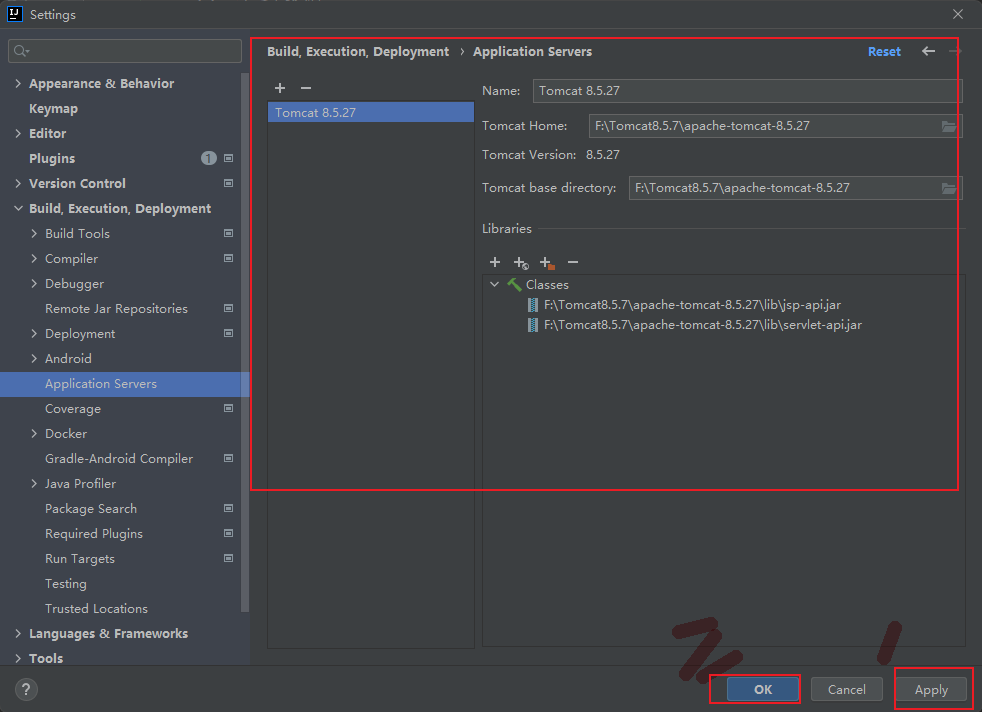 Settings
Appearance & Behavior
Keymap
Editor
Plugins 1
Version Control
Build, Execution, Deployment
Build Tools
Compiler
Debugger
Remote Jar Repositories
Deployment
Android
Application Servers
Coverage
Docker
Gradle-Android Compiler
Java Profiler
Package Search
Required Plugins
Run Targets
Testing
Trusted Locations
Languages & Frameworks
Tools
Build, Execution, Deployment › Application Servers
Reset
Tomcat 8.5.27
Name: Tomcat 8.5.27
Tomcat Home: F:\Tomcat8.5.7\apache-tomcat-8.5.27
Tomcat Version: 8.5.27
Tomcat base directory: F:\Tomcat8.5.7\apache-tomcat-8.5.27
Libraries
Classes
F:\Tomcat8.5.7\apache-tomcat-8.5.27\lib\jsp-api.jar
F:\Tomcat8.5.7\apache-tomcat-8.5.27\lib\servlet-api.jar
?
OK
Cancel
Apply